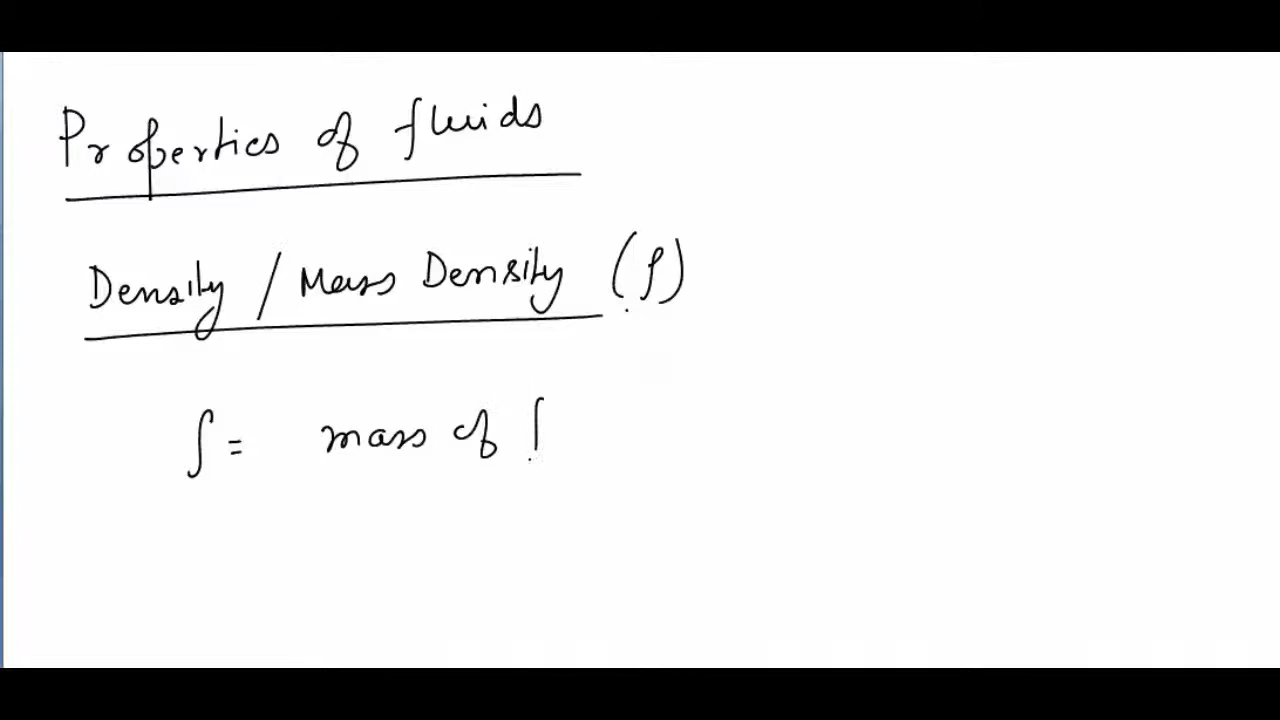 Properties of fluids
Density / Mass Density (ρ)
ρ = mass of